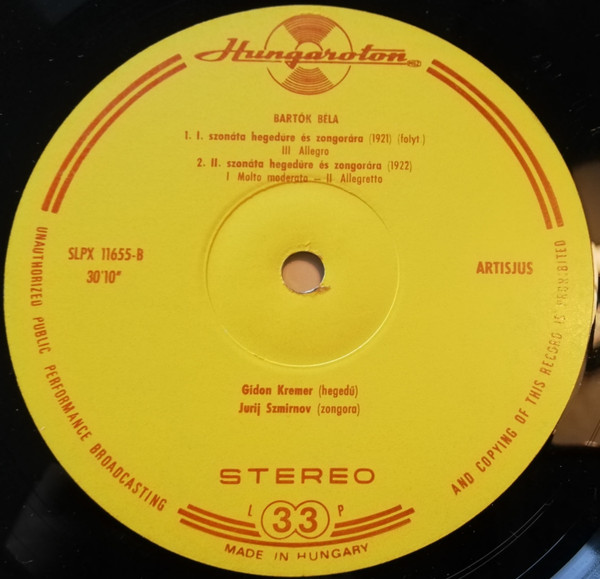 Hungaroton
BARTÓK BÉLA
1. I. szonáta hegedűre és zongorára (1921) (folyt.)
III Allegro
2. II. szonáta hegedűre és zongorára (1922)
I Molto moderato – II Allegretto
SLPX 11655-B
30'10"
ARTISJUS
Gidon Kremer (hegedű)
Jurij Szmirnov (zongora)
STEREO
L 33 P
MADE IN HUNGARY
UNAUTHORIZED PUBLIC PERFORMANCE BROADCASTING
AND COPYING OF THIS RECORD IS PROHIBITED